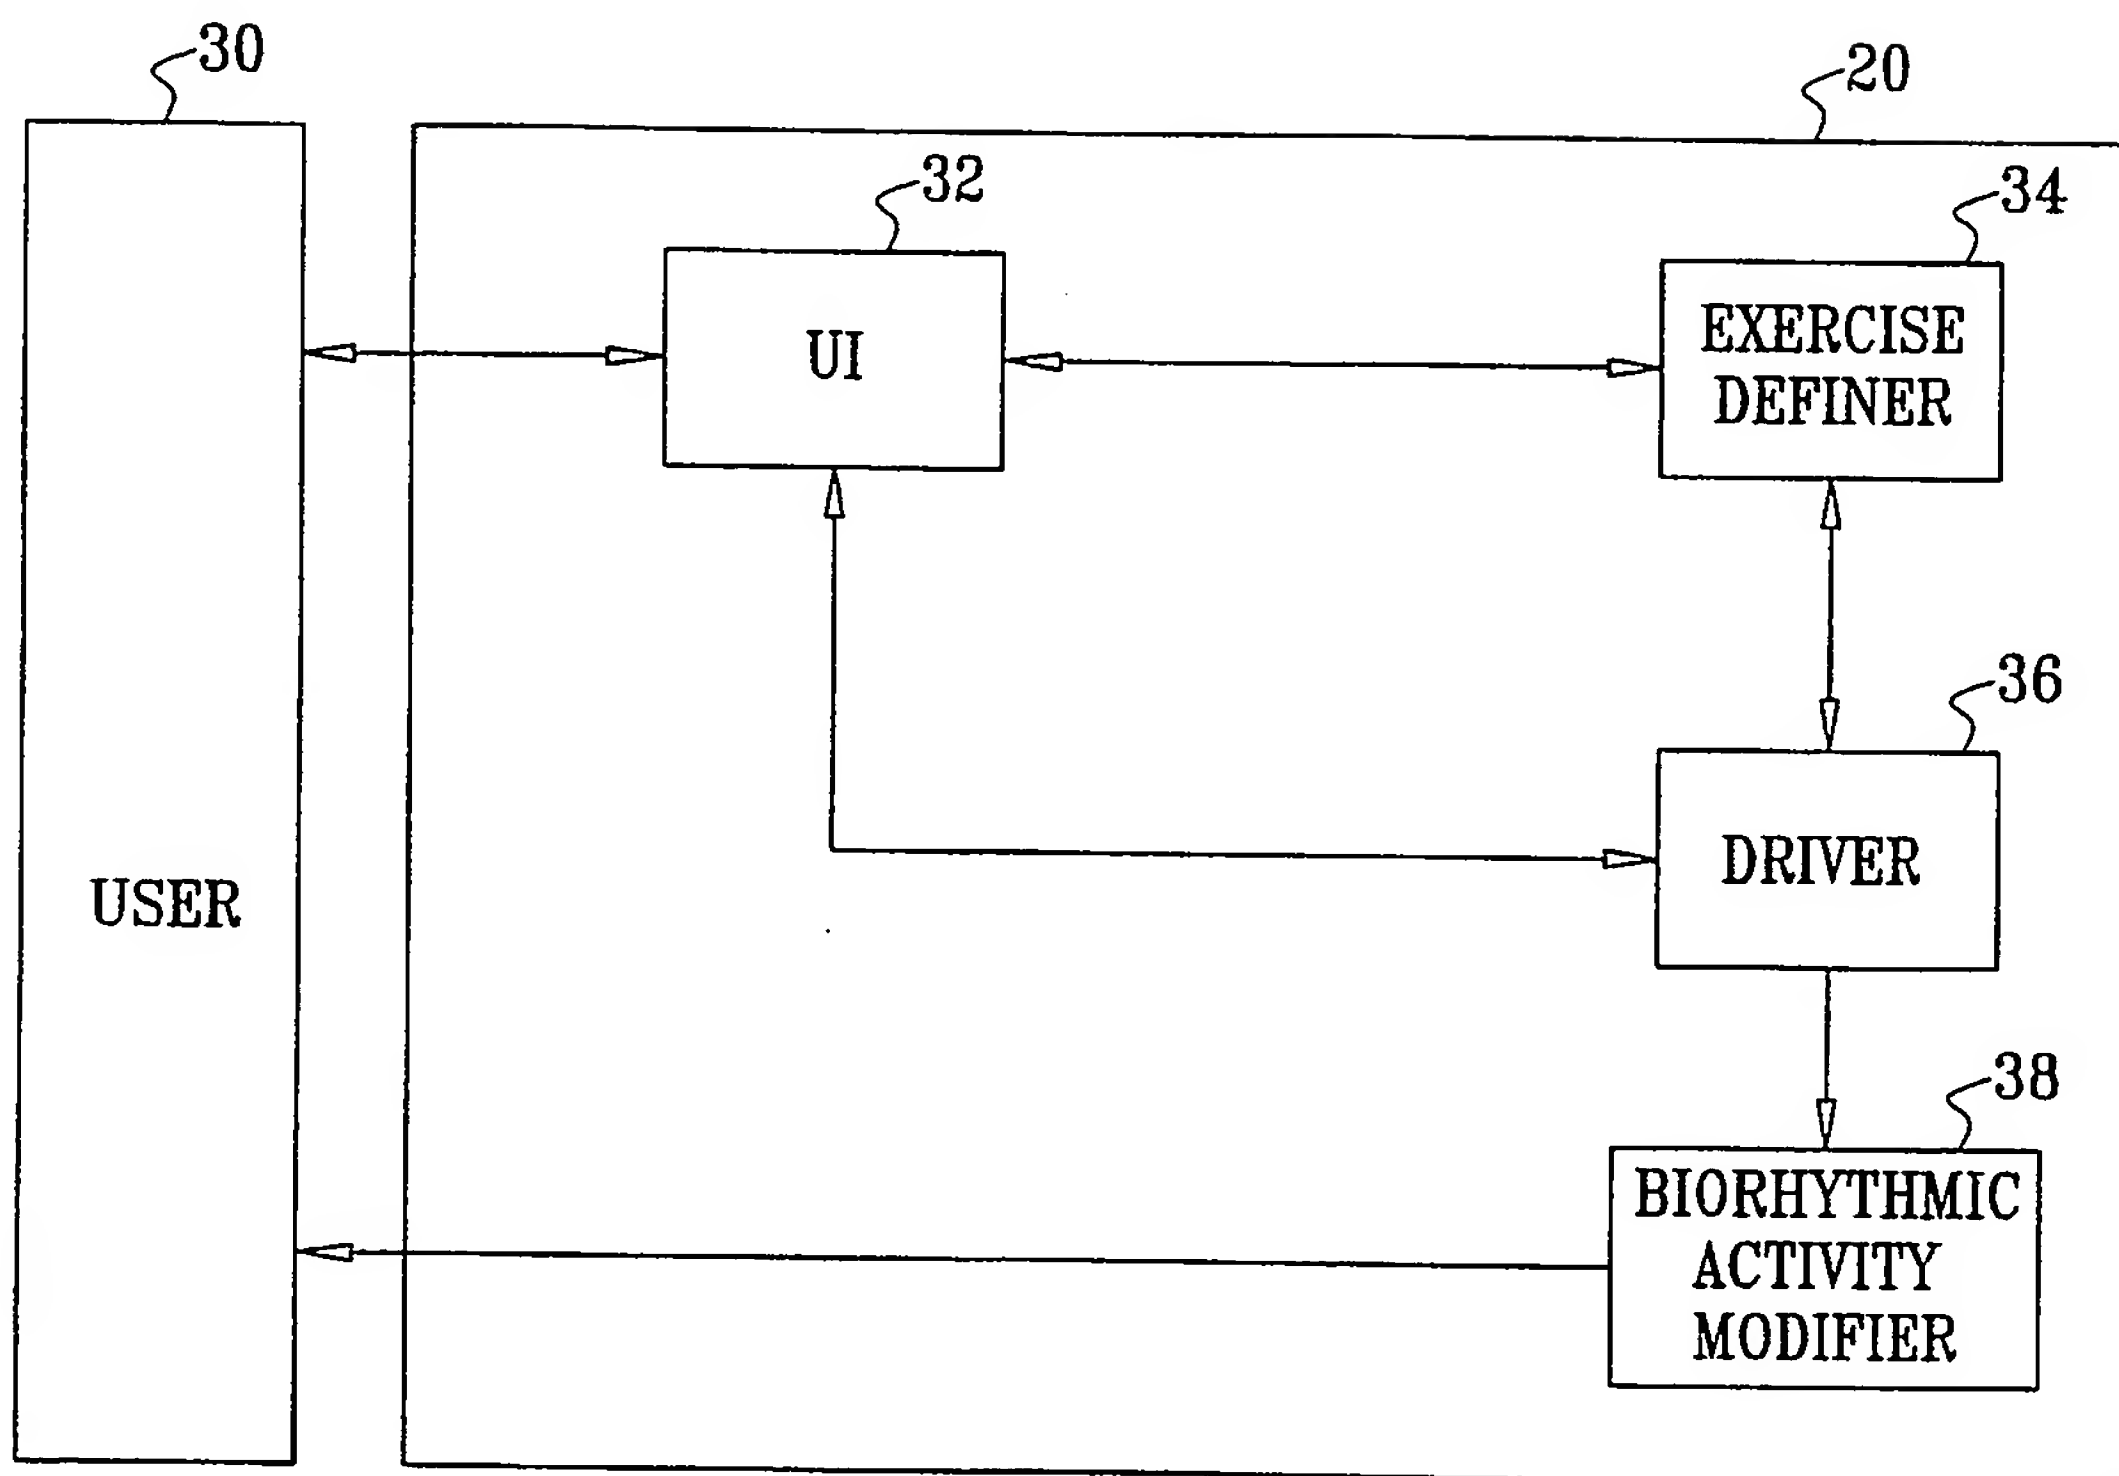 30
20
32
34
UI
EXERCISE
DEFINER
36
DRIVER
USER
38
BIORHYTHMIC
ACTIVITY
MODIFIER